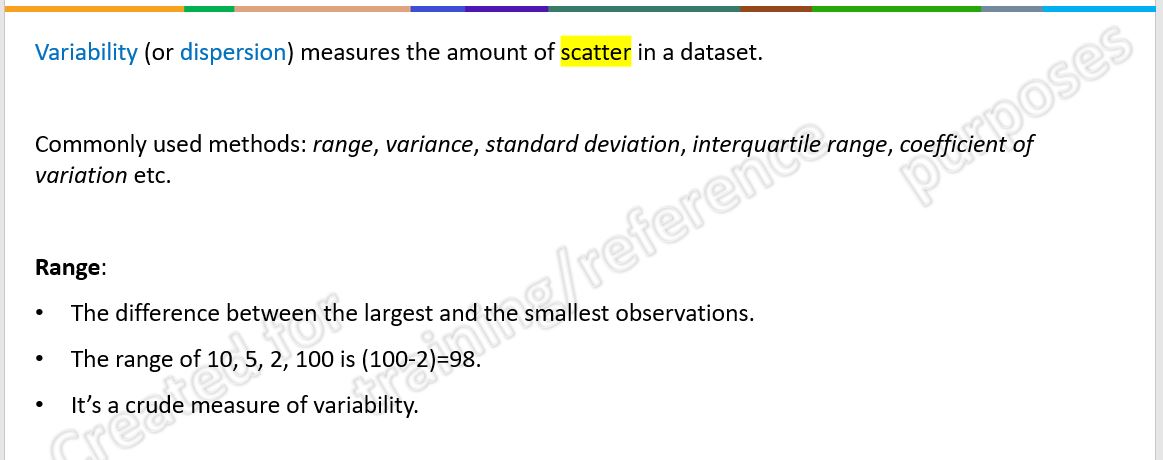 Variability (or dispersion) measures the amount of scatter in a dataset.
Commonly used methods: range, variance, standard deviation, interquartile range, coefficient of
variation etc.
Range:
• The difference between the largest and the smallest observations.
• The range of 10, 5, 2, 100 is (100-2)=98.
• It’s a crude measure of variability.
Created for
training/reference
purposes